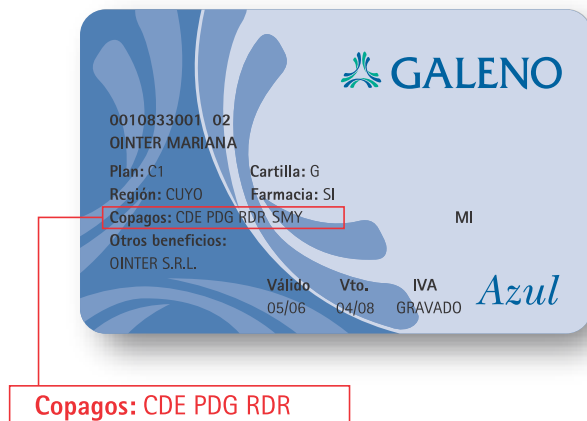 GALENO
0010833001 02
OINTER MARIANA
Plan: C1 Cartilla: G
Región: CUYO Farmacia: SI
Copagos: CDE PDG RDR SMY MI
Otros beneficios:
OINTER S.R.L.
Válido Vto. IVA
05/06 04/08 GRAVADO
Azul
Copagos: CDE PDG RDR